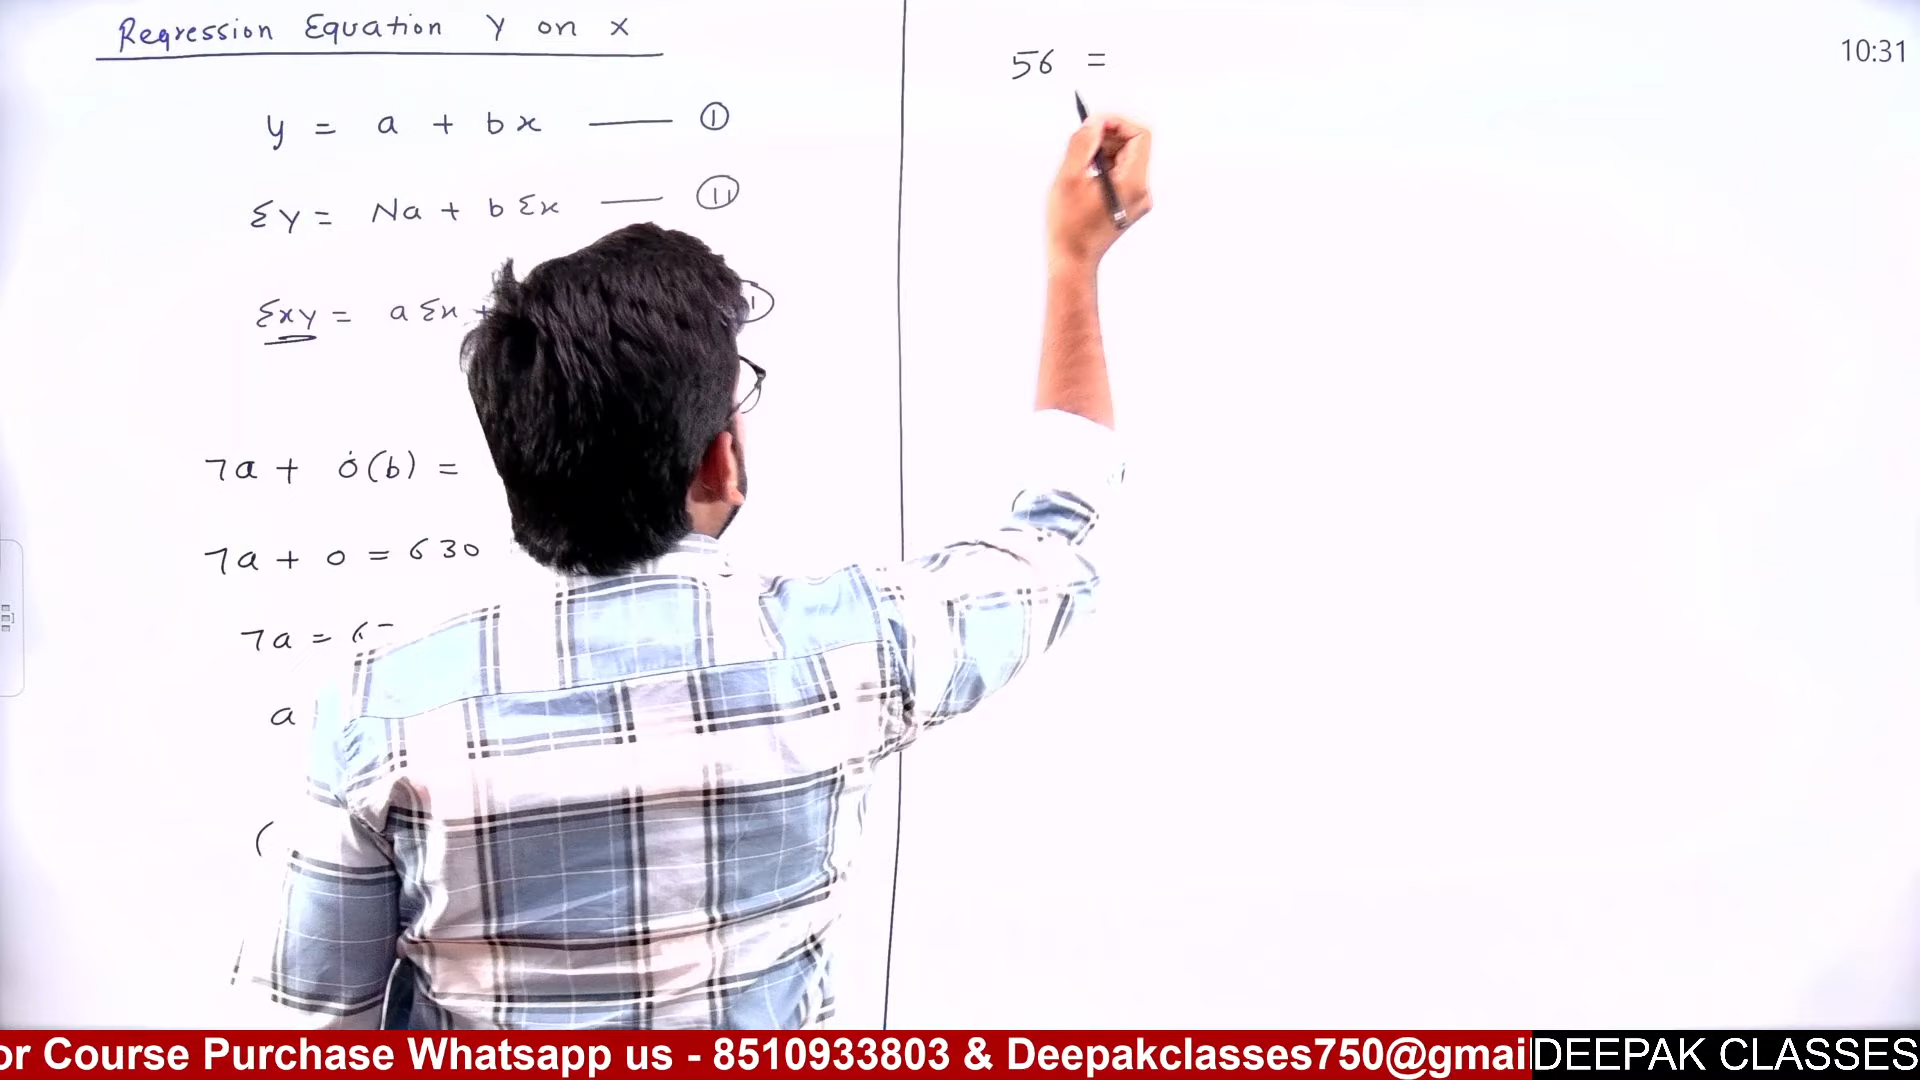 Regression Equation Y on X
y = a + bx —— ①
Σy = Na + bΣx —— ⑪
Σxy = aΣx +
7a + 0(b) =
7a + 0 = 630
7a = 6
a
(
56 =
10:31
or Course Purchase Whatsapp us - 8510933803 & Deepakclasses750@gmai
DEEPAK CLASSES